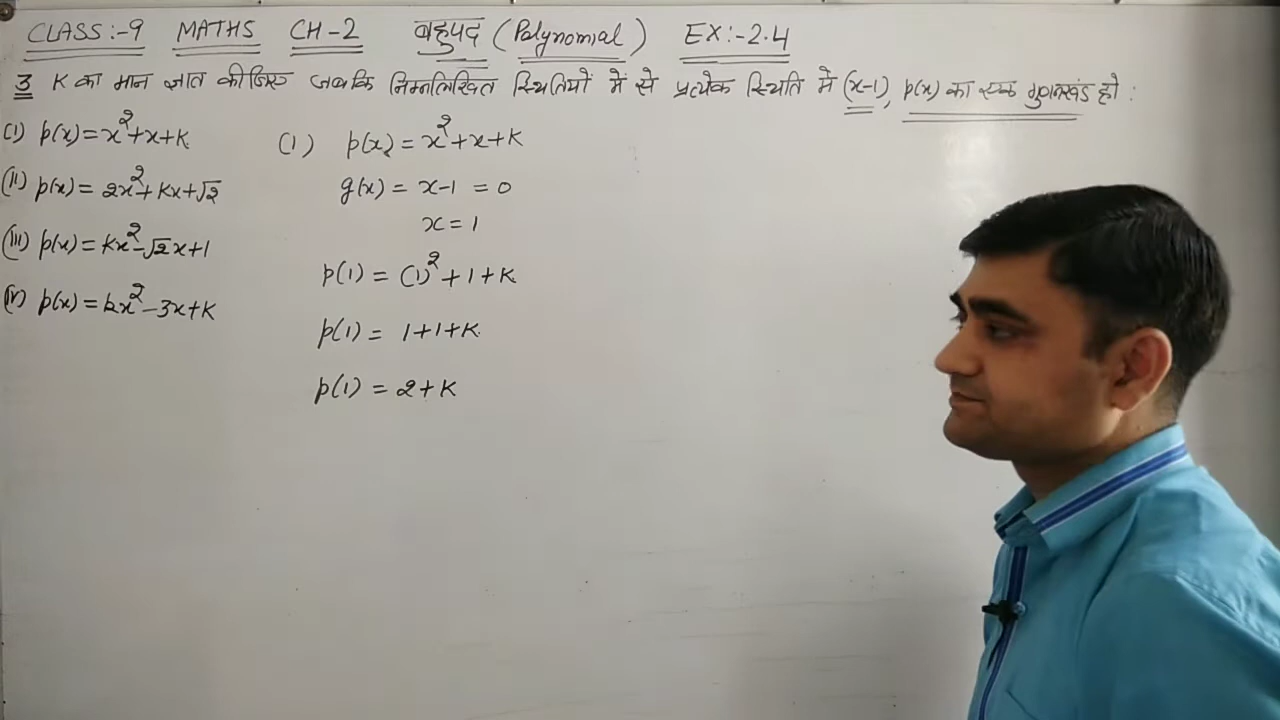 CLASS:-9 MATHS CH-2 बहुपद (Polynomial) EX:-2.4
3 K का मान ज्ञात कीजिए जबकि निम्नलिखित स्थितियों में से प्रत्येक स्थिति में (x-1), p(x) का एक गुणनखंड हो :
(i) p(x)=x²+x+K
(ii) p(x)=2x²+Kx+√2
(iii) p(x)=Kx²-√2x+1
(iv) p(x)=kx²-3x+K
(i) p(x)=x²+x+K
g(x) = x-1 = 0
x=1
p(1) = (1)²+1+K
p(1) = 1+1+K
p(1) = 2+K